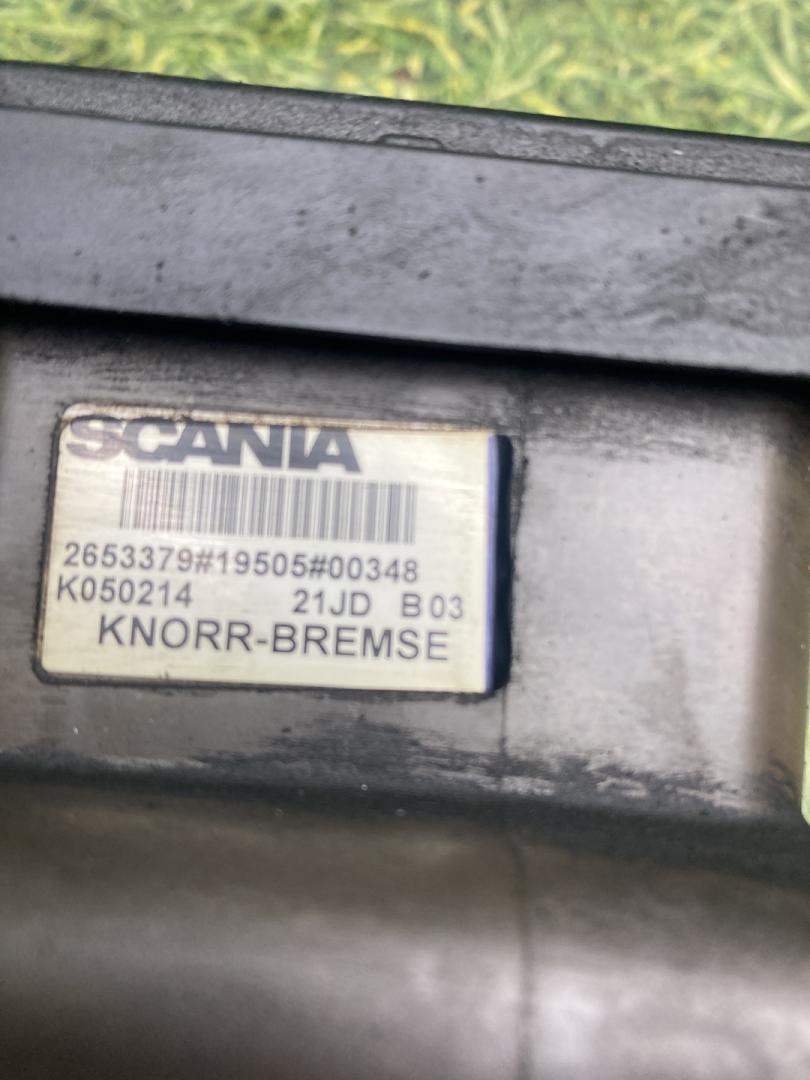 SCANIA
2653379#19505#00348
K050214 21JD B03
KNORR-BREMSE